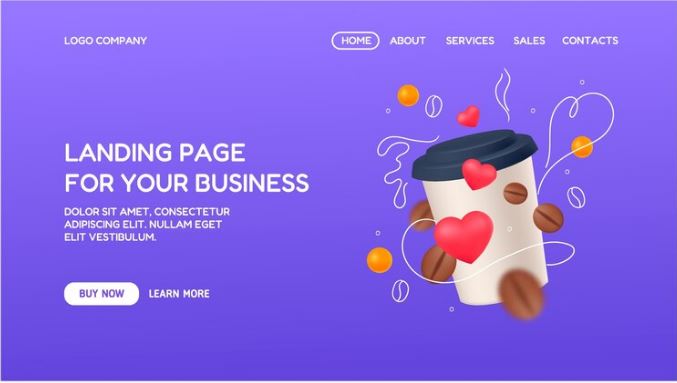 LOGO COMPANY
HOME ABOUT SERVICES SALES CONTACTS
LANDING PAGE
FOR YOUR BUSINESS
DOLOR SIT AMET, CONSECTETUR
ADIPISCING ELIT. NULLAM EGET
ELIT VESTIBULUM.
BUY NOW LEARN MORE